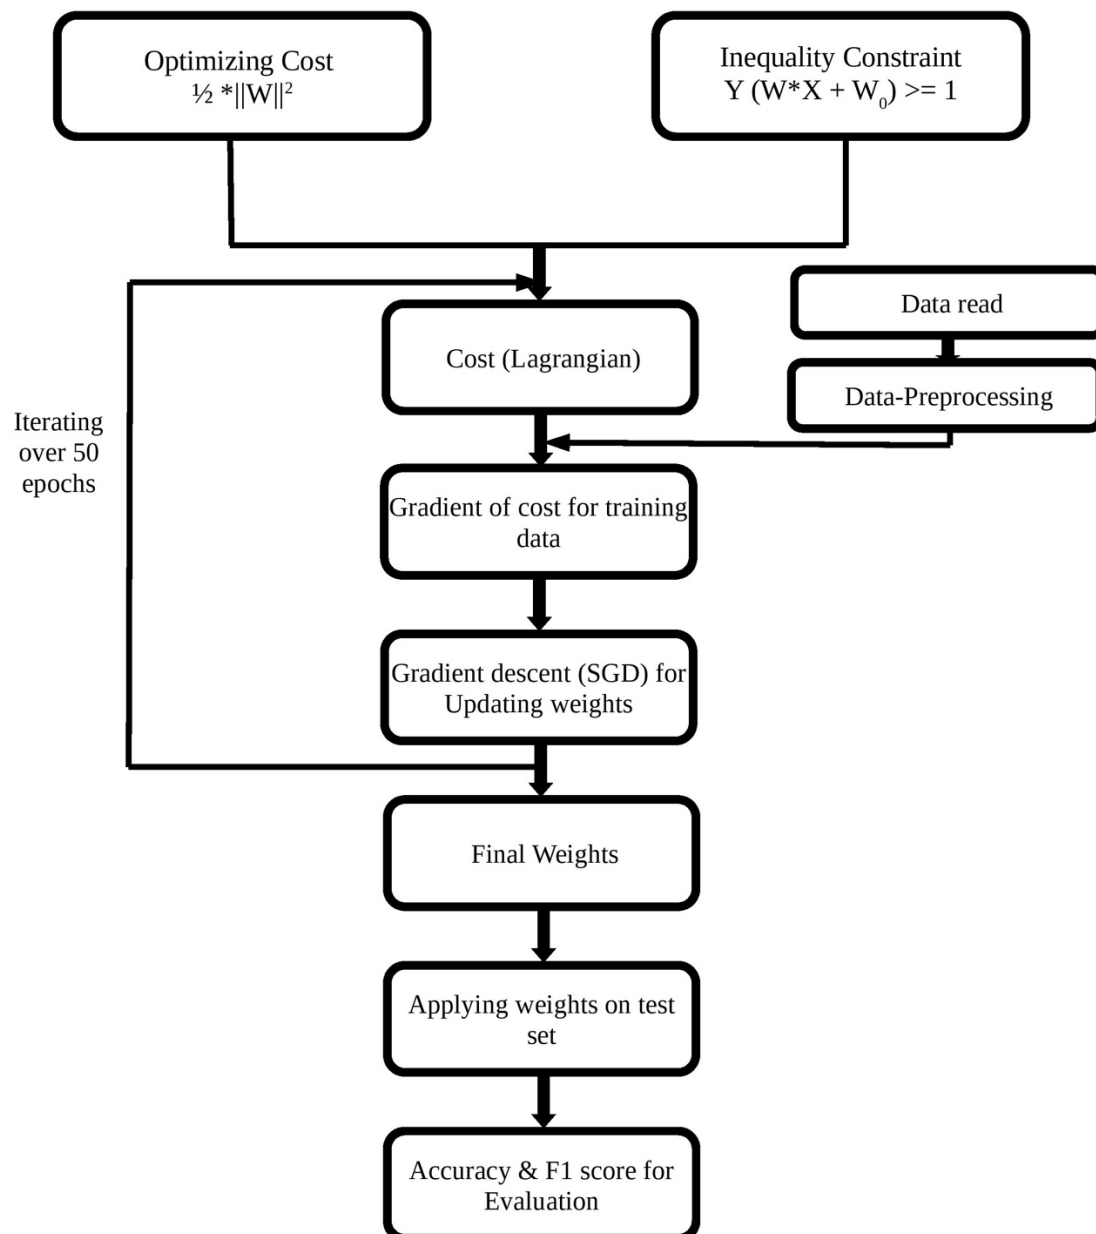 Optimizing Cost
½ *||W||²
Inequality Constraint
Y (W*X + W₀) >= 1
Data read
Cost (Lagrangian)
Data-Preprocessing
Iterating
over 50
epochs
Gradient of cost for training
data
Gradient descent (SGD) for
Updating weights
Final Weights
Applying weights on test
set
Accuracy & F1 score for
Evaluation